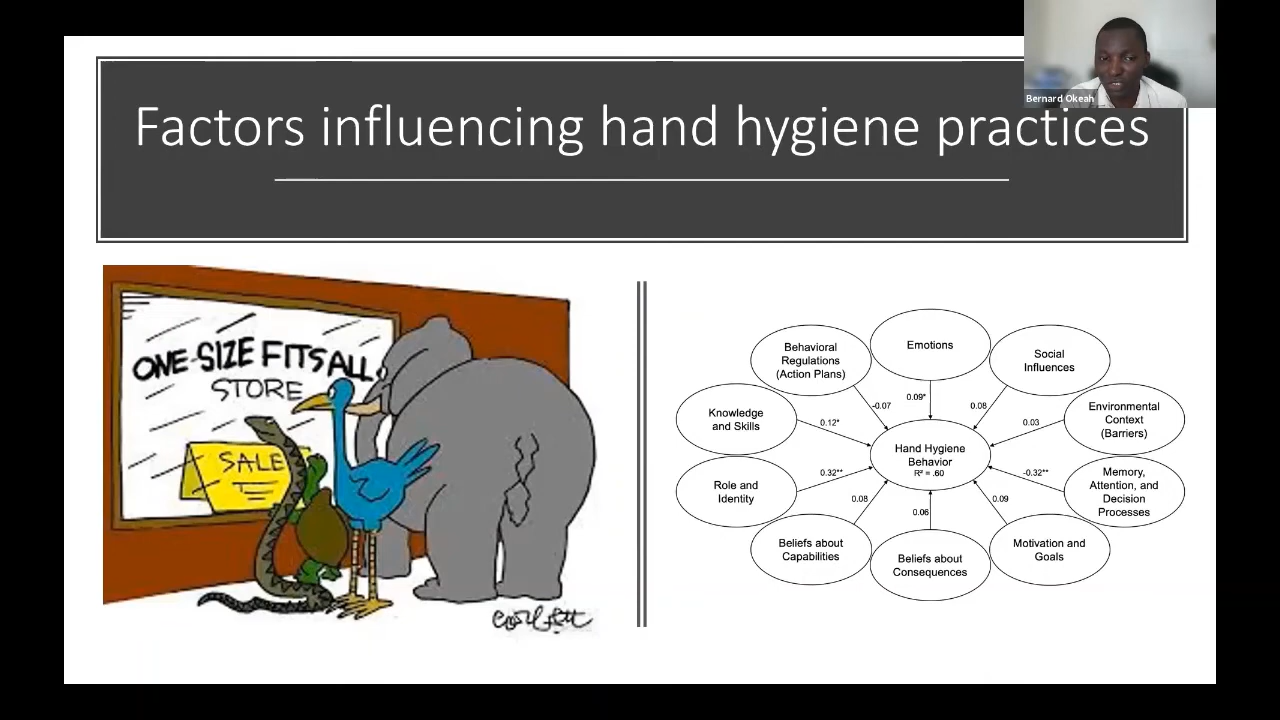 Bernard Okeah
Factors influencing hand hygiene practices
ONE-SIZE FITS ALL
STORE
SALE
Emotions
Behavioral
Regulations
(Action Plans)
Social
Influences
Knowledge
and Skills
Environmental
Context
(Barriers)
-0.07
0.09*
0.08
0.12*
0.03
Hand Hygiene
Behavior
R² = .60
Role and
Identity
0.32**
-0.32**
Memory,
Attention, and
Decision
Processes
0.08
0.06
0.09
Beliefs about
Capabilities
Beliefs about
Consequences
Motivation and
Goals